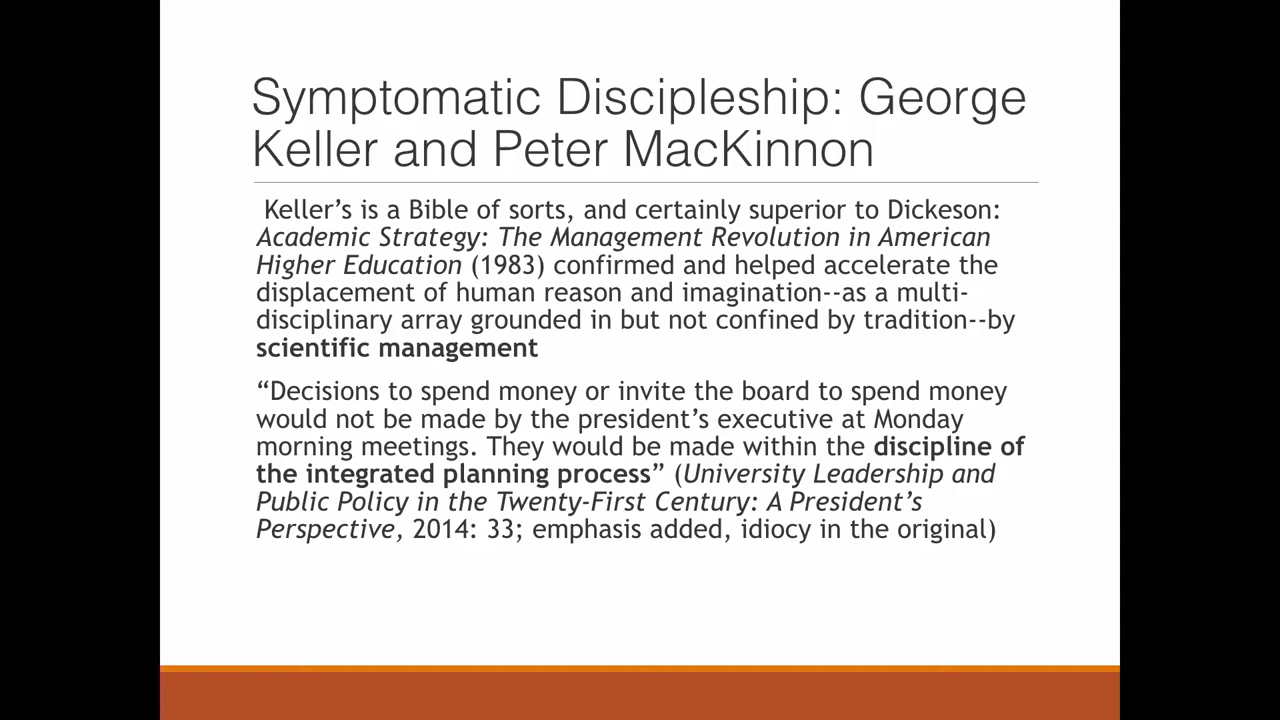 Symptomatic Discipleship: George
Keller and Peter MacKinnon
Keller’s is a Bible of sorts, and certainly superior to Dickeson:
Academic Strategy: The Management Revolution in American
Higher Education (1983) confirmed and helped accelerate the
displacement of human reason and imagination--as a multi-
disciplinary array grounded in but not confined by tradition--by
scientific management
“Decisions to spend money or invite the board to spend money
would not be made by the president’s executive at Monday
morning meetings. They would be made within the discipline of
the integrated planning process” (University Leadership and
Public Policy in the Twenty-First Century: A President’s
Perspective, 2014: 33; emphasis added, idiocy in the original)